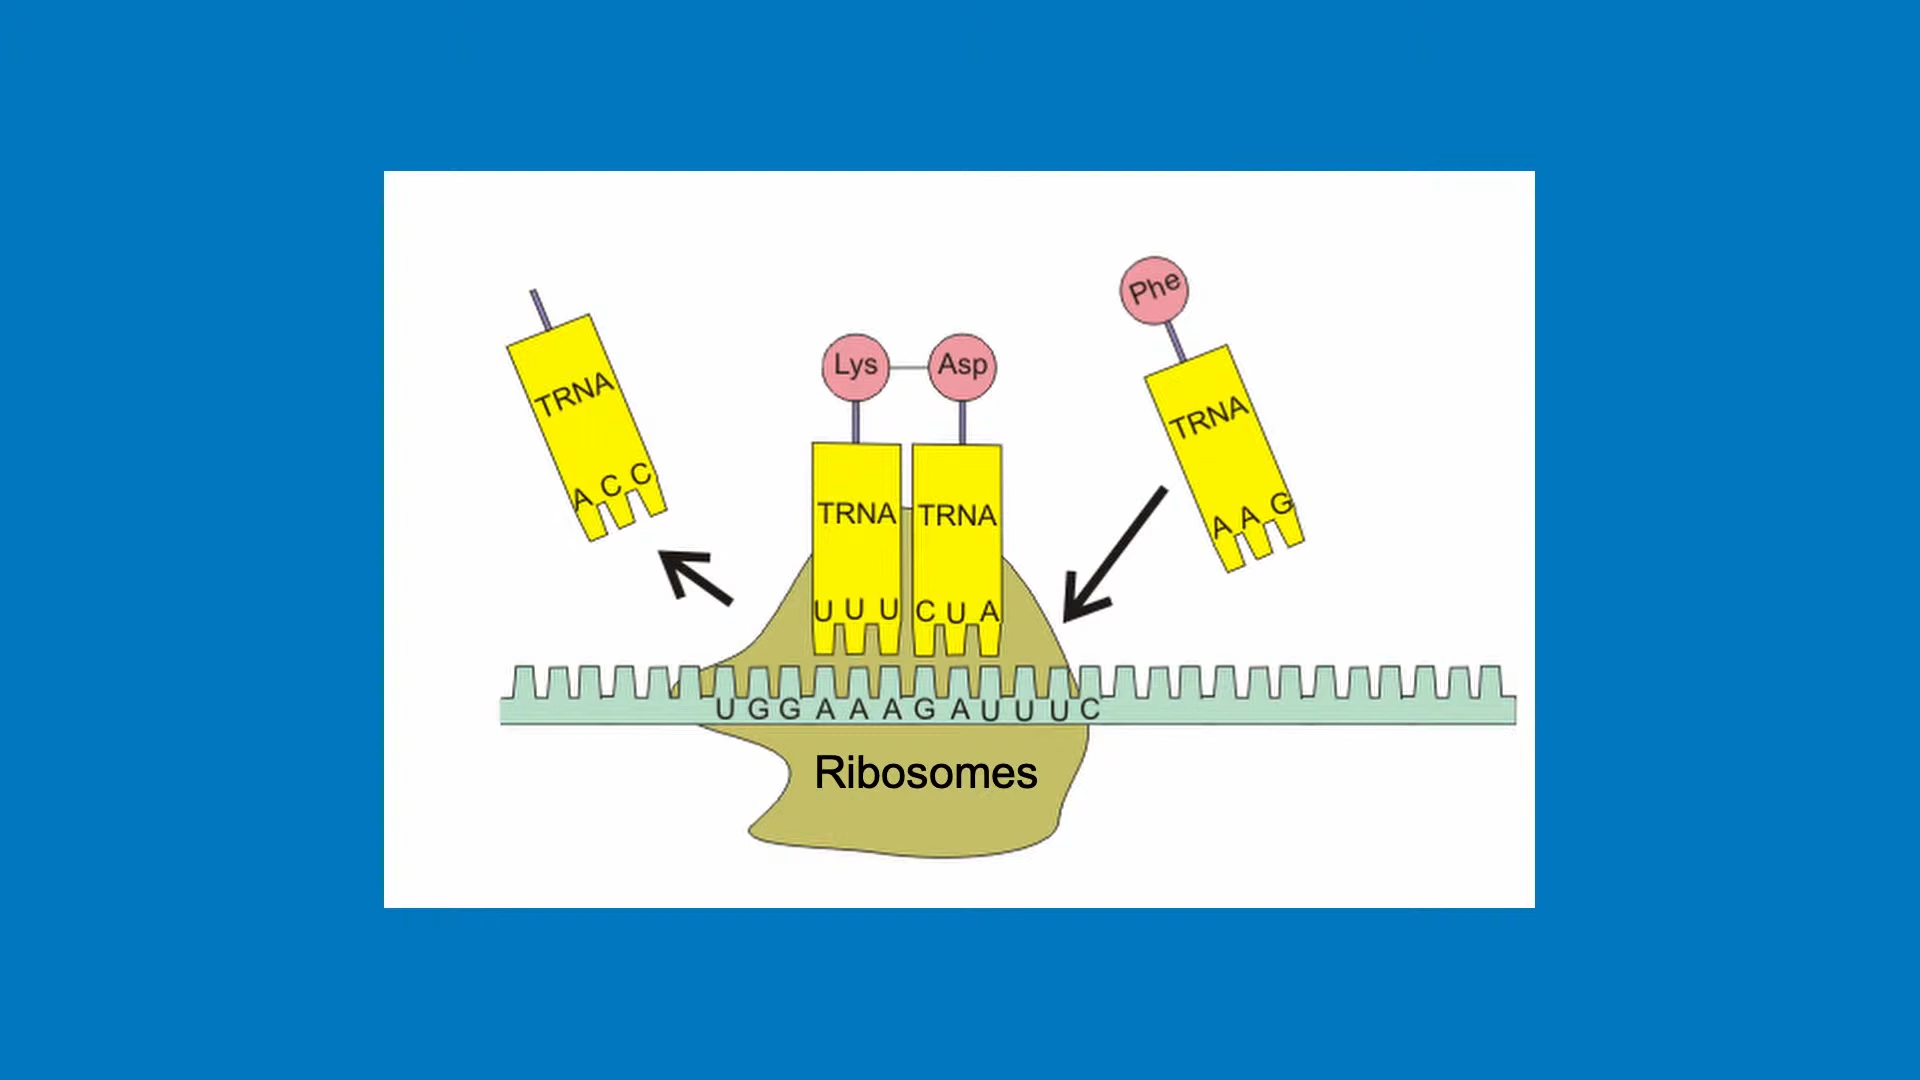 Phe
Lys
Asp
TRNA
TRNA
TRNA
TRNA
A C C
A A G
U U U
C U A
U G G A A A G A U U U C
Ribosomes